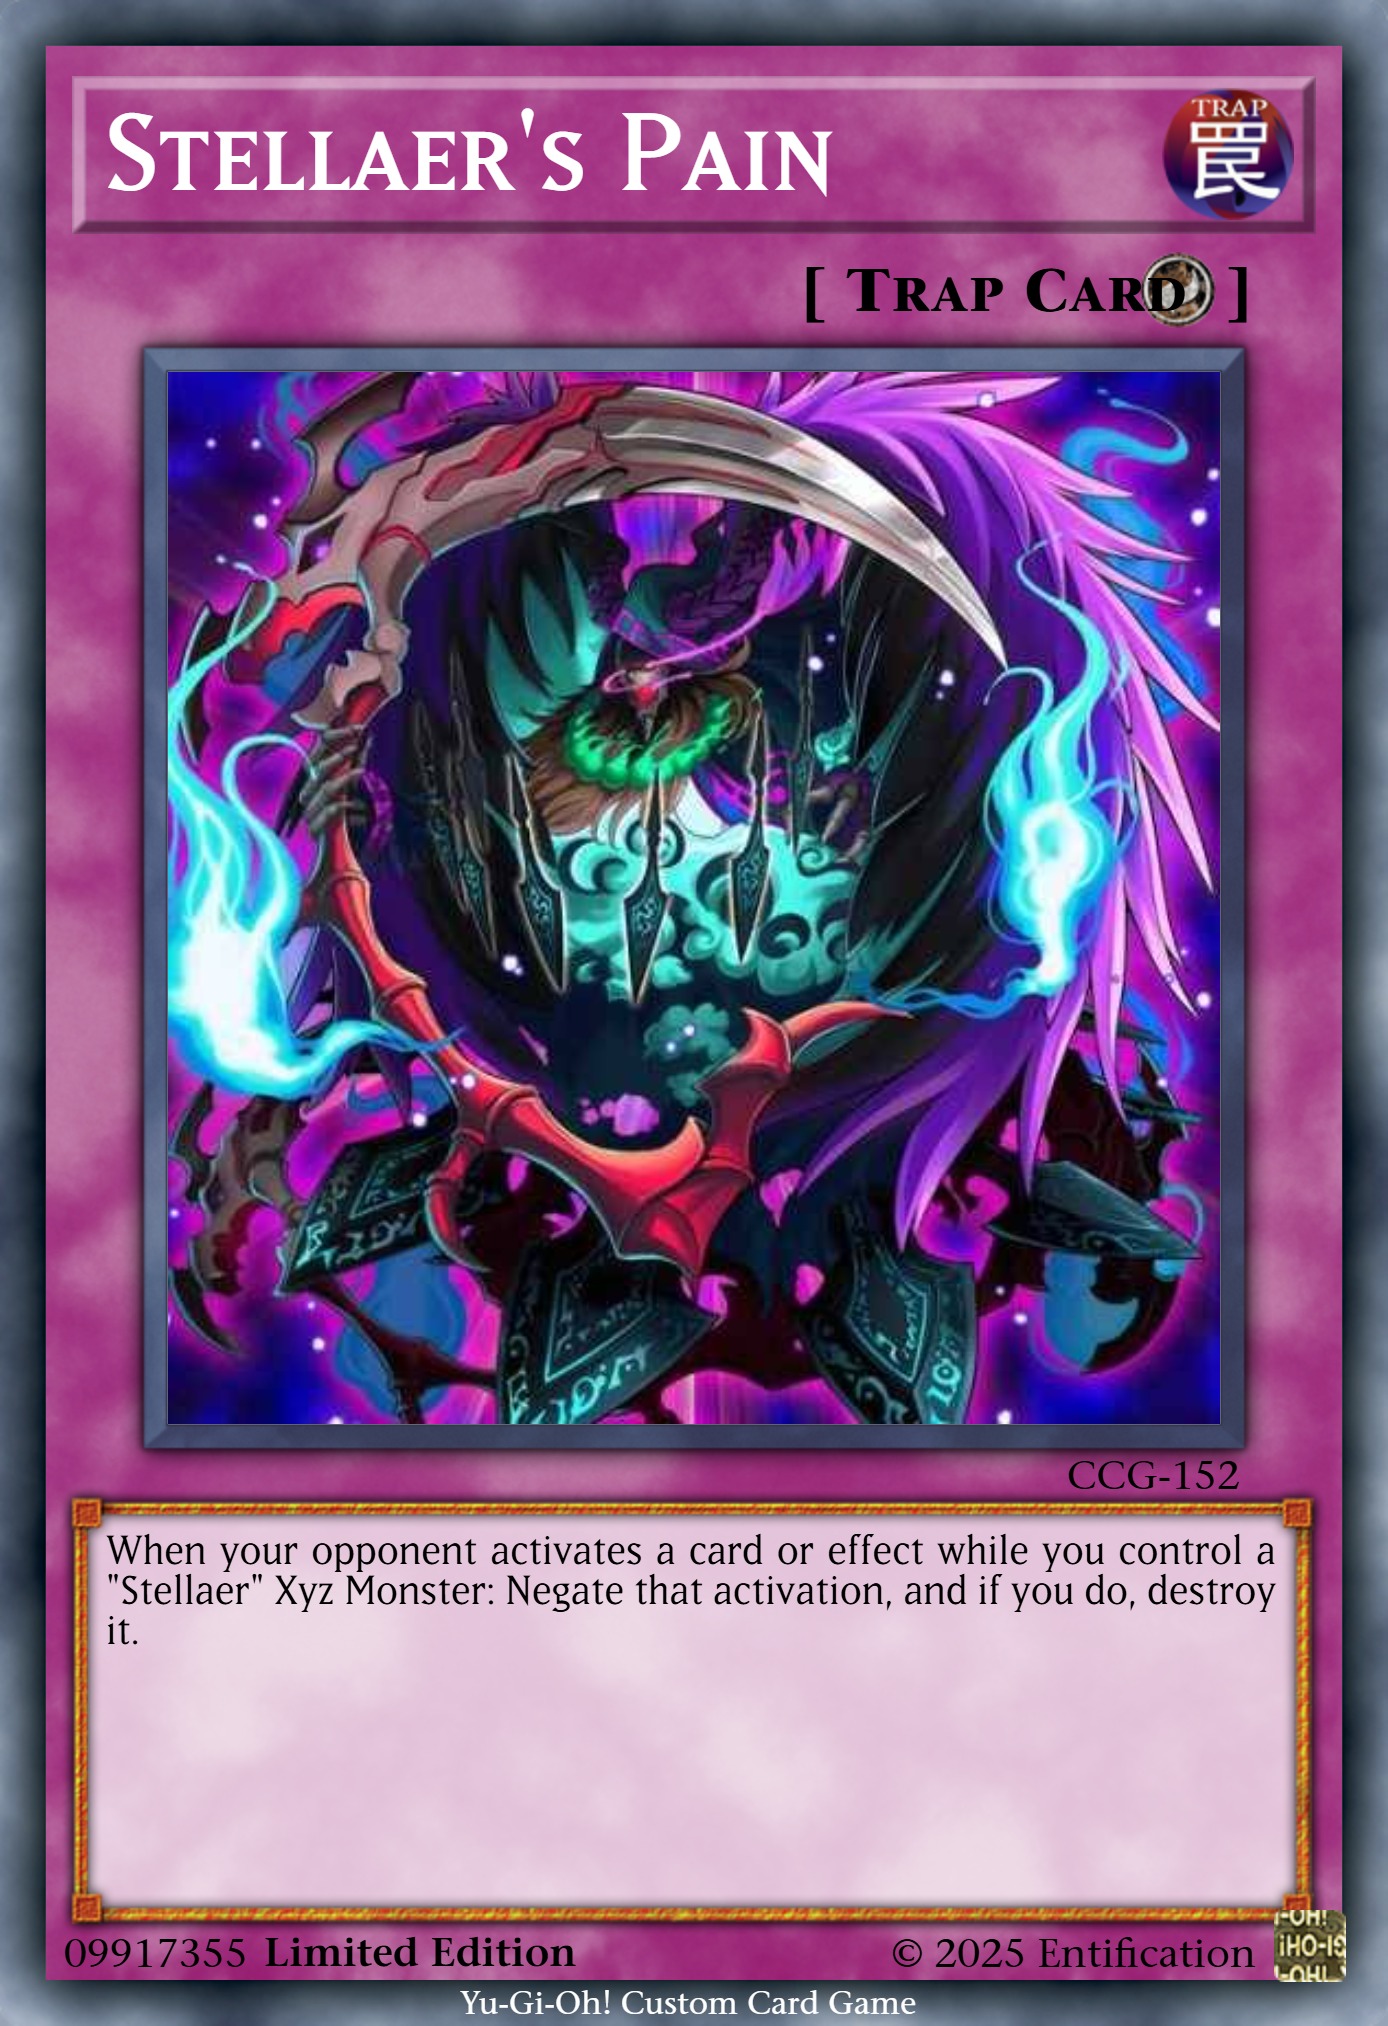 Stellaer's Pain
TRAP
罠
[ Trap Card ]
CCG-152
When your opponent activates a card or effect while you control a
"Stellaer" Xyz Monster: Negate that activation, and if you do, destroy
it.
09917355 Limited Edition
© 2025 Entification
Yu-Gi-Oh! Custom Card Game